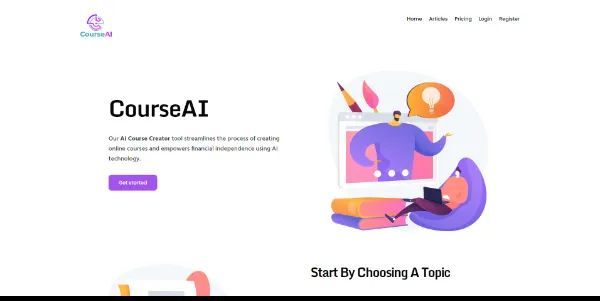 CourseAI
Home Articles Pricing Login Register
CourseAI
Our AI Course Creator tool streamlines the process of creating
online courses and empowers financial independence using AI
technology.
Get started
Start By Choosing A Topic